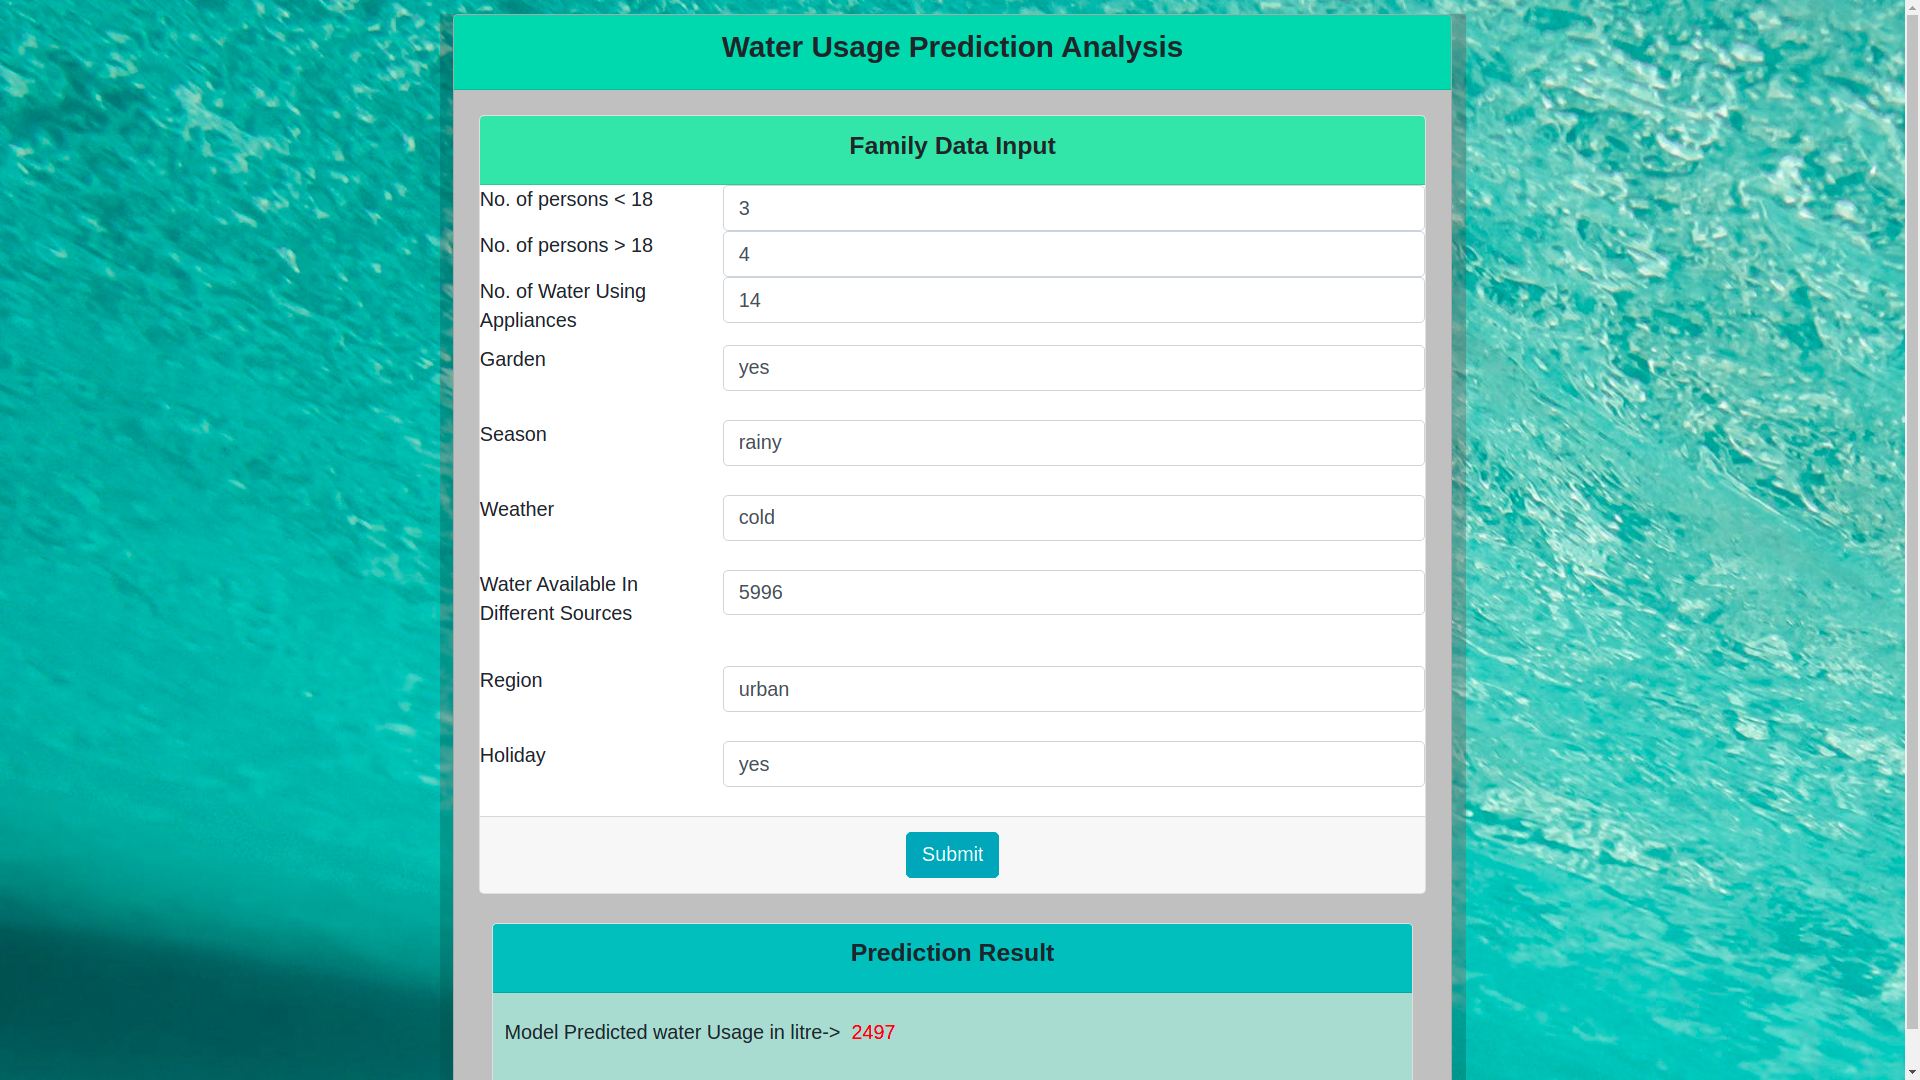 Water Usage Prediction Analysis
Family Data Input
No. of persons < 18
3
No. of persons > 18
4
No. of Water Using
Appliances
14
Garden
yes
Season
rainy
Weather
cold
Water Available In
Different Sources
5996
Region
urban
Holiday
yes
Submit
Prediction Result
Model Predicted water Usage in litre-> 2497